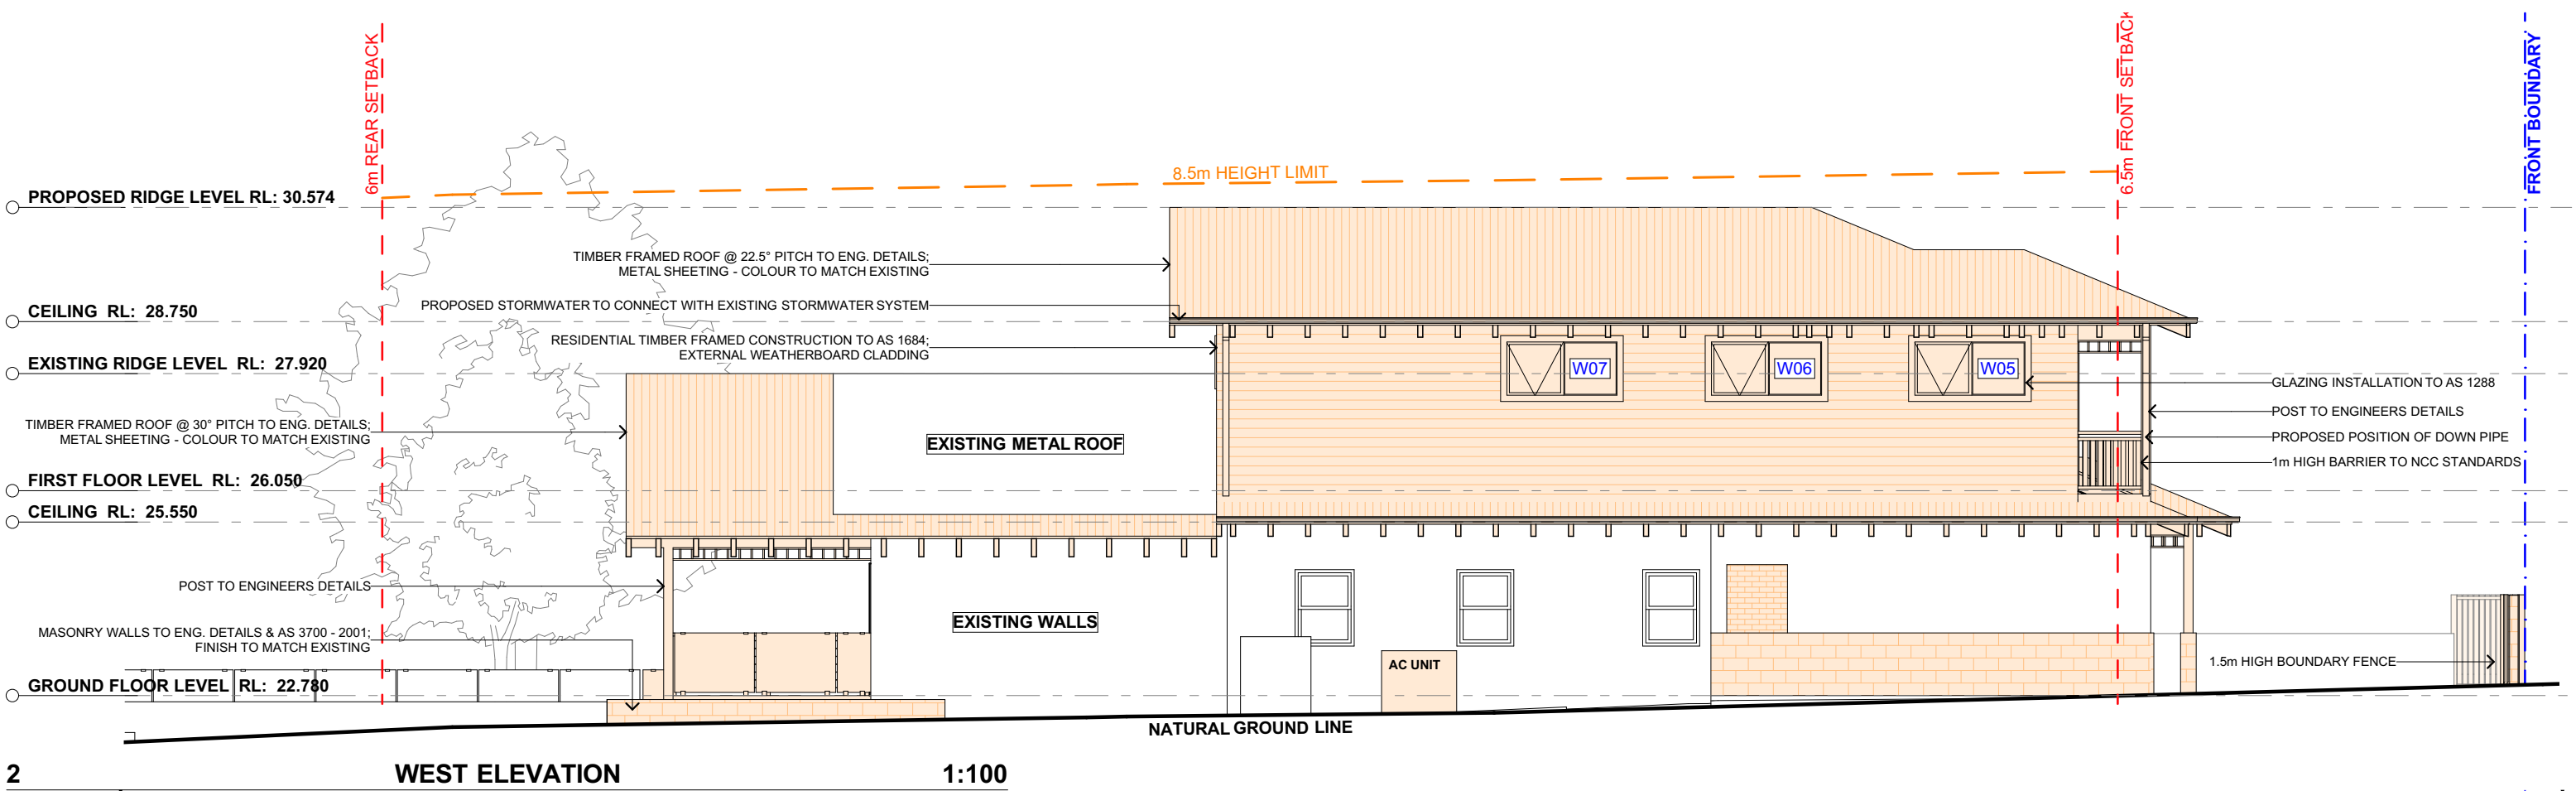 6m REAR SETBACK
6.5m FRONT SETBACK
FRONT BOUNDARY
8.5m HEIGHT LIMIT
PROPOSED RIDGE LEVEL RL: 30.574
TIMBER FRAMED ROOF @ 22.5° PITCH TO ENG. DETAILS;
METAL SHEETING - COLOUR TO MATCH EXISTING
PROPOSED STORMWATER TO CONNECT WITH EXISTING STORMWATER SYSTEM
CEILING RL: 28.750
RESIDENTIAL TIMBER FRAMED CONSTRUCTION TO AS 1684;
EXTERNAL WEATHERBOARD CLADDING
EXISTING RIDGE LEVEL RL: 27.920
W07
W06
W05
GLAZING INSTALLATION TO AS 1288
POST TO ENGINEERS DETAILS
TIMBER FRAMED ROOF @ 30° PITCH TO ENG. DETAILS;
METAL SHEETING - COLOUR TO MATCH EXISTING
EXISTING METAL ROOF
PROPOSED POSITION OF DOWN PIPE
1m HIGH BARRIER TO NCC STANDARDS
FIRST FLOOR LEVEL RL: 26.050
CEILING RL: 25.550
POST TO ENGINEERS DETAILS
EXISTING WALLS
MASONRY WALLS TO ENG. DETAILS & AS 3700 - 2001;
FINISH TO MATCH EXISTING
AC UNIT
1.5m HIGH BOUNDARY FENCE
GROUND FLOOR LEVEL RL: 22.780
NATURAL GROUND LINE
2 WEST ELEVATION 1:100